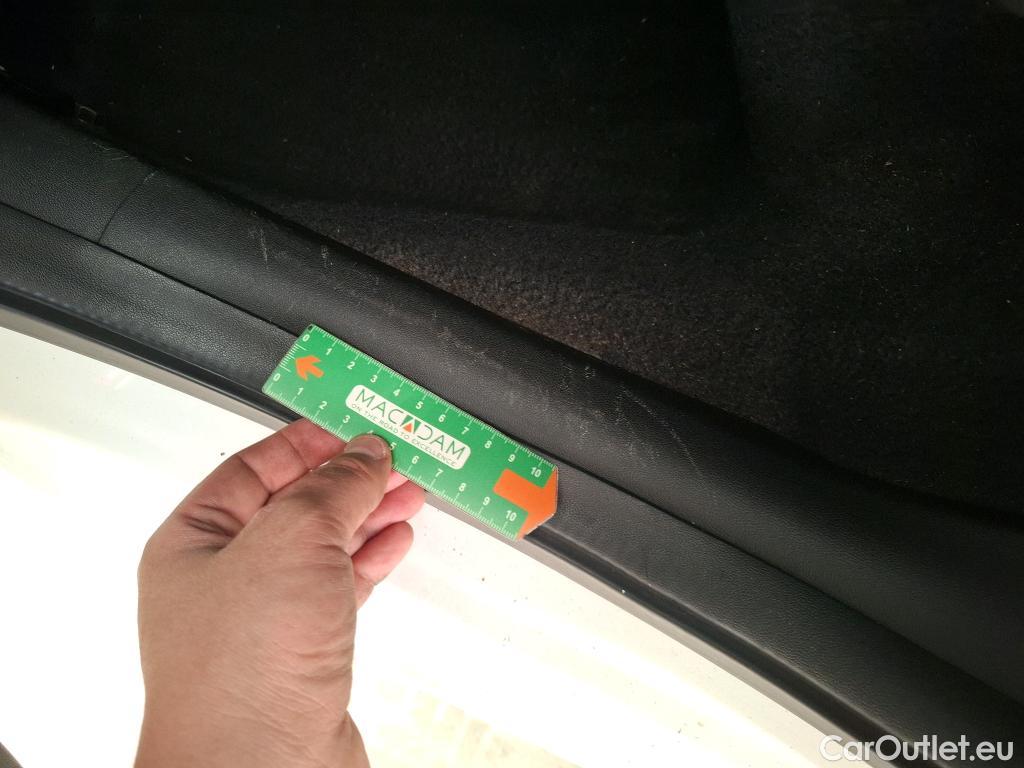 0 1 2 3 4 5 6 7 8 9 10
MACADAM
ON THE ROAD TO EXCELLENCE
0 1 2 3 4 5 6 7 8 9 10
CarOutlet.eu